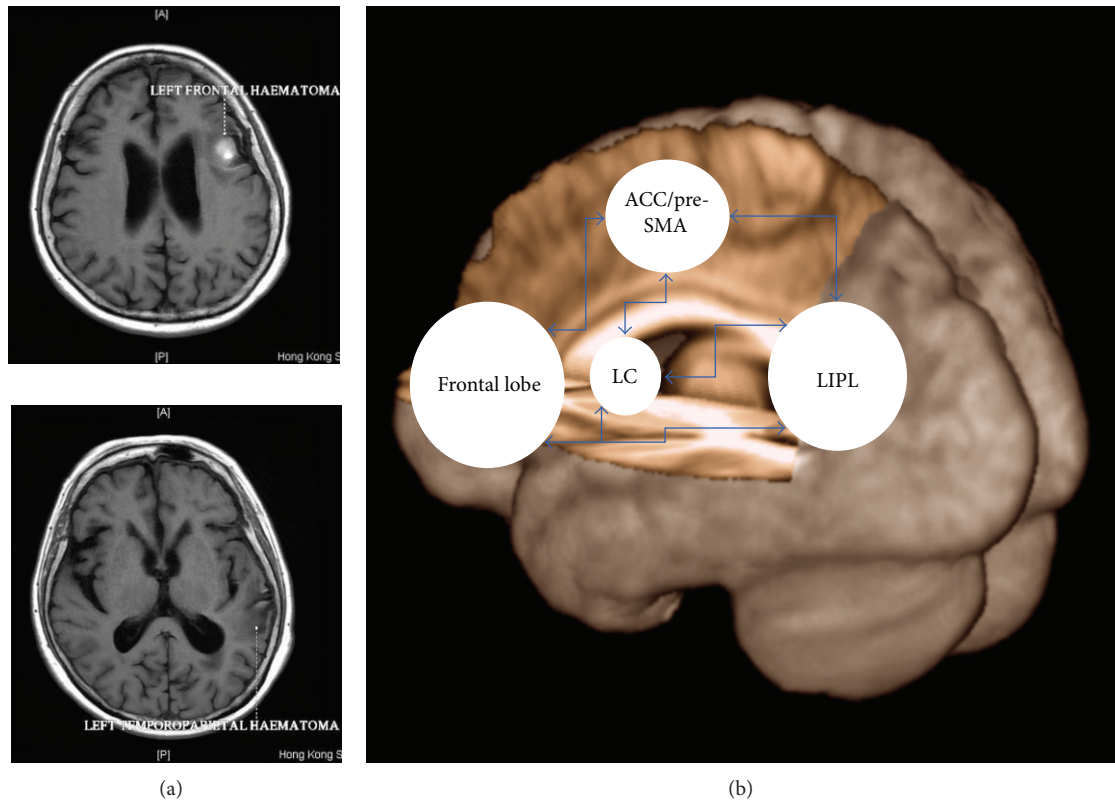 [A]
LEFT FRONTAL HAEMATOMA
[P]
Hong Kong S
[A]
LEFT TEMPOROPARIETAL HAEMATOMA
[P]
Hong Kong S
(a)
ACC/pre-
SMA
Frontal lobe
LC
LIPL
(b)